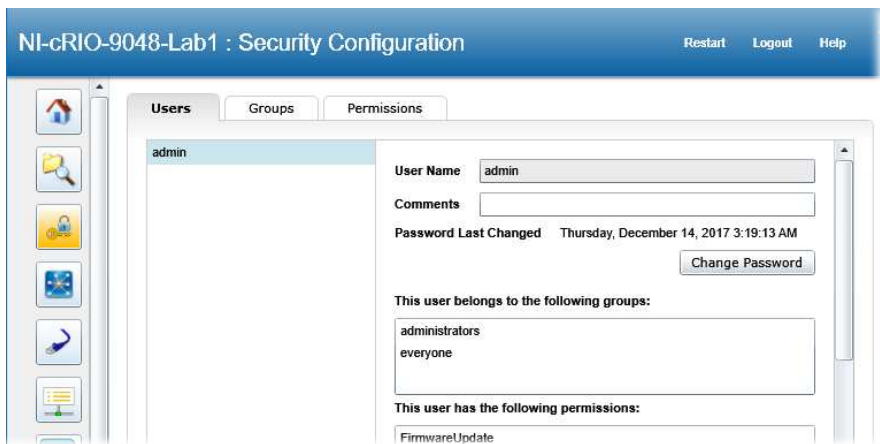 NI-cRIO-9048-Lab1 : Security Configuration
Restart Logout Help
Users Groups Permissions
admin
User Name admin
Comments
Password Last Changed Thursday, December 14, 2017 3:19:13 AM
Change Password
This user belongs to the following groups:
administrators
everyone
This user has the following permissions:
FirmwareUpdate